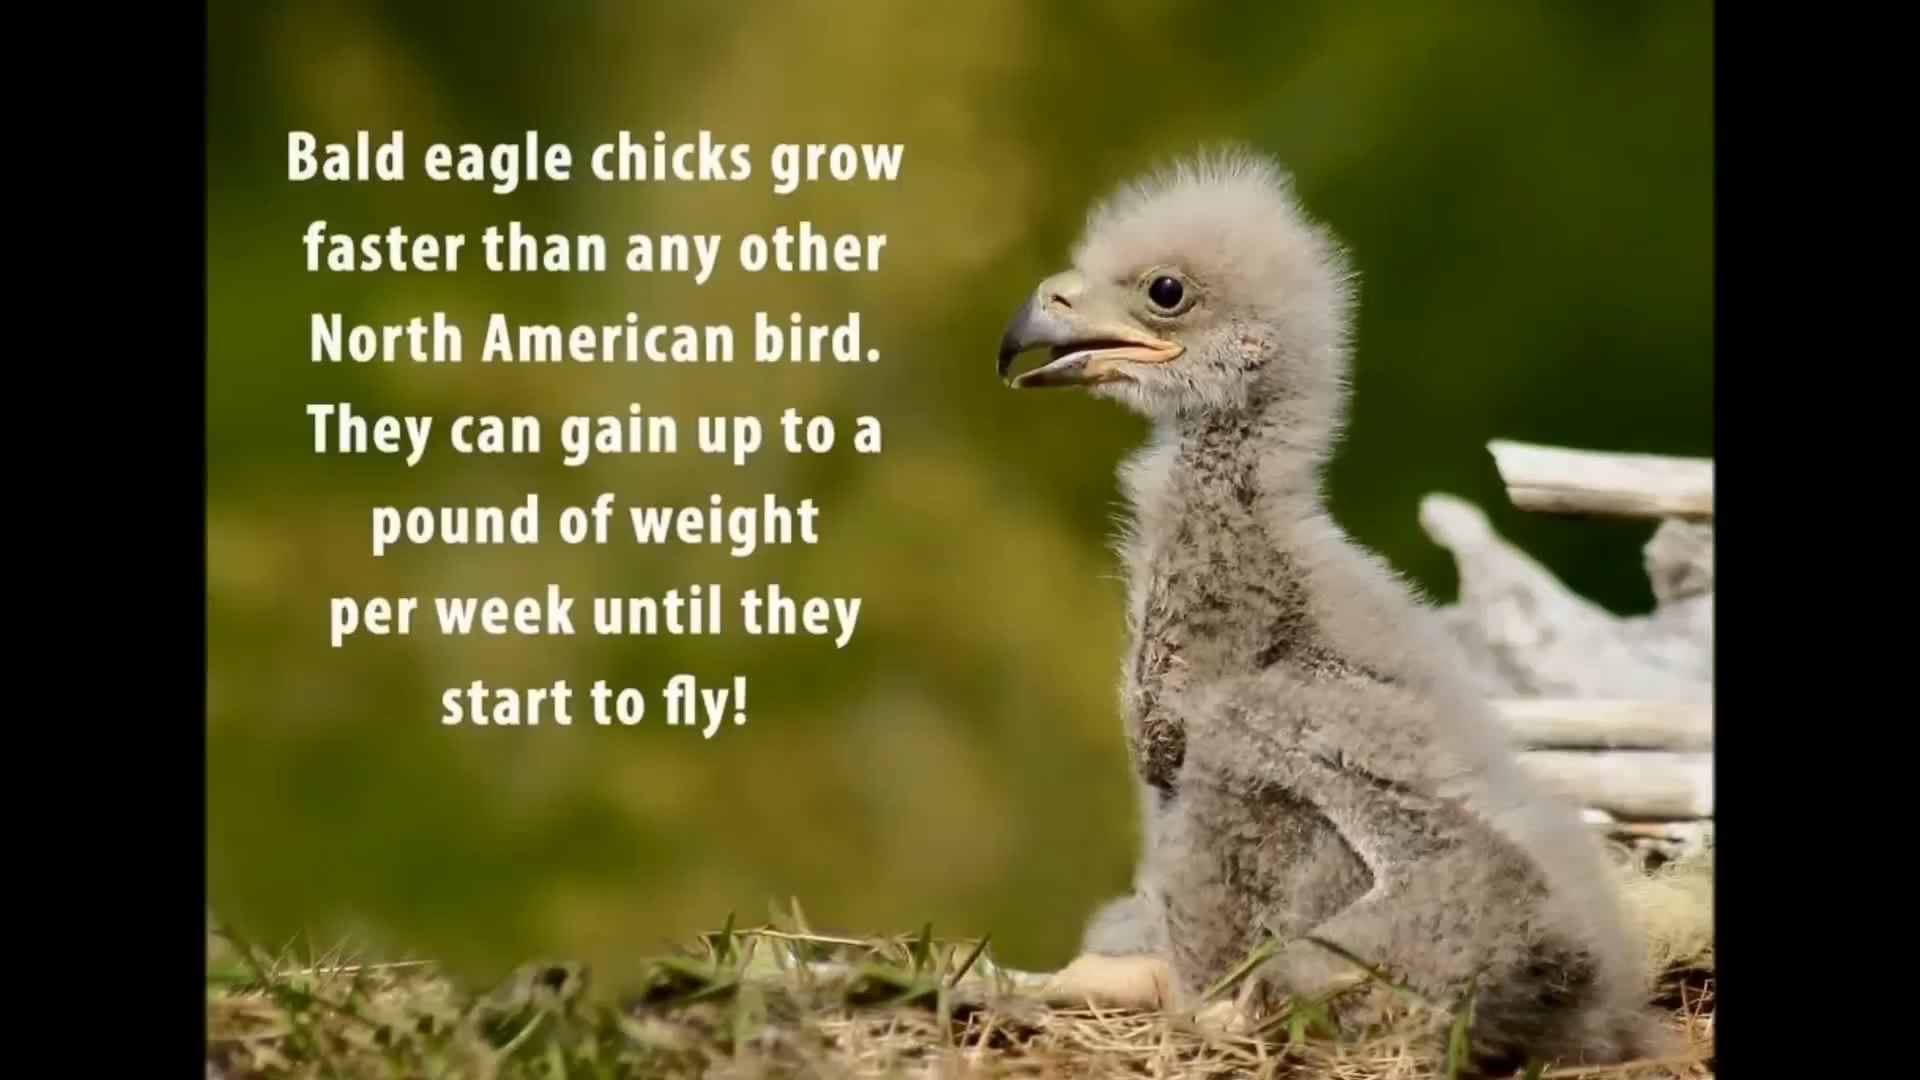 Bald eagle chicks grow
faster than any other
North American bird.
They can gain up to a
pound of weight
per week until they
start to fly!